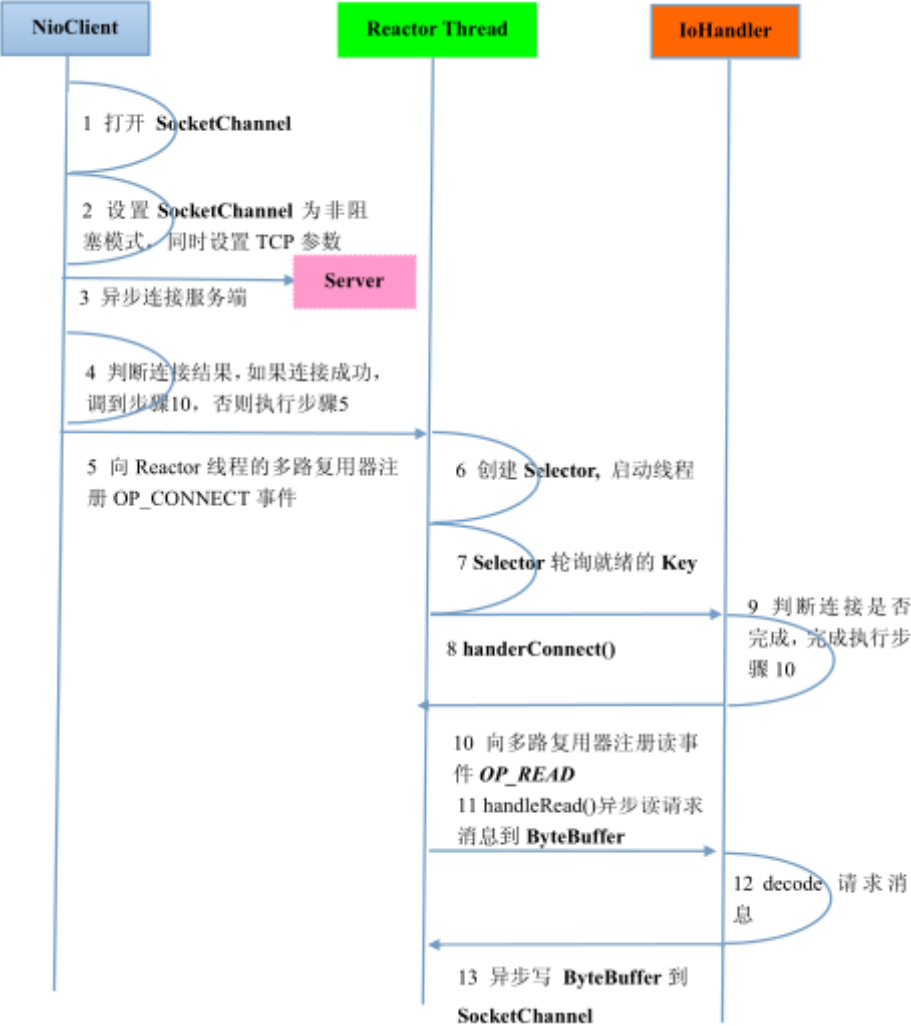 NioClient
Reactor Thread
IoHandler
1 打开 SocketChannel
2 设置 SocketChannel 为非阻
塞模式，同时设置 TCP 参数
Server
3 异步连接服务端
4 判断连接结果，如果连接成功，
调到步骤10，否则执行步骤5
5 向 Reactor 线程的多路复用器注
册 OP_CONNECT 事件
6 创建 Selector, 启动线程
7 Selector 轮询就绪的 Key
8 handerConnect()
9 判断连接是否
完成，完成执行步
骤 10
10 向多路复用器注册读事
件 OP_READ
11 handleRead()异步读请求
消息到 ByteBuffer
12 decode 请求消
息
13 异步写 ByteBuffer 到
SocketChannel